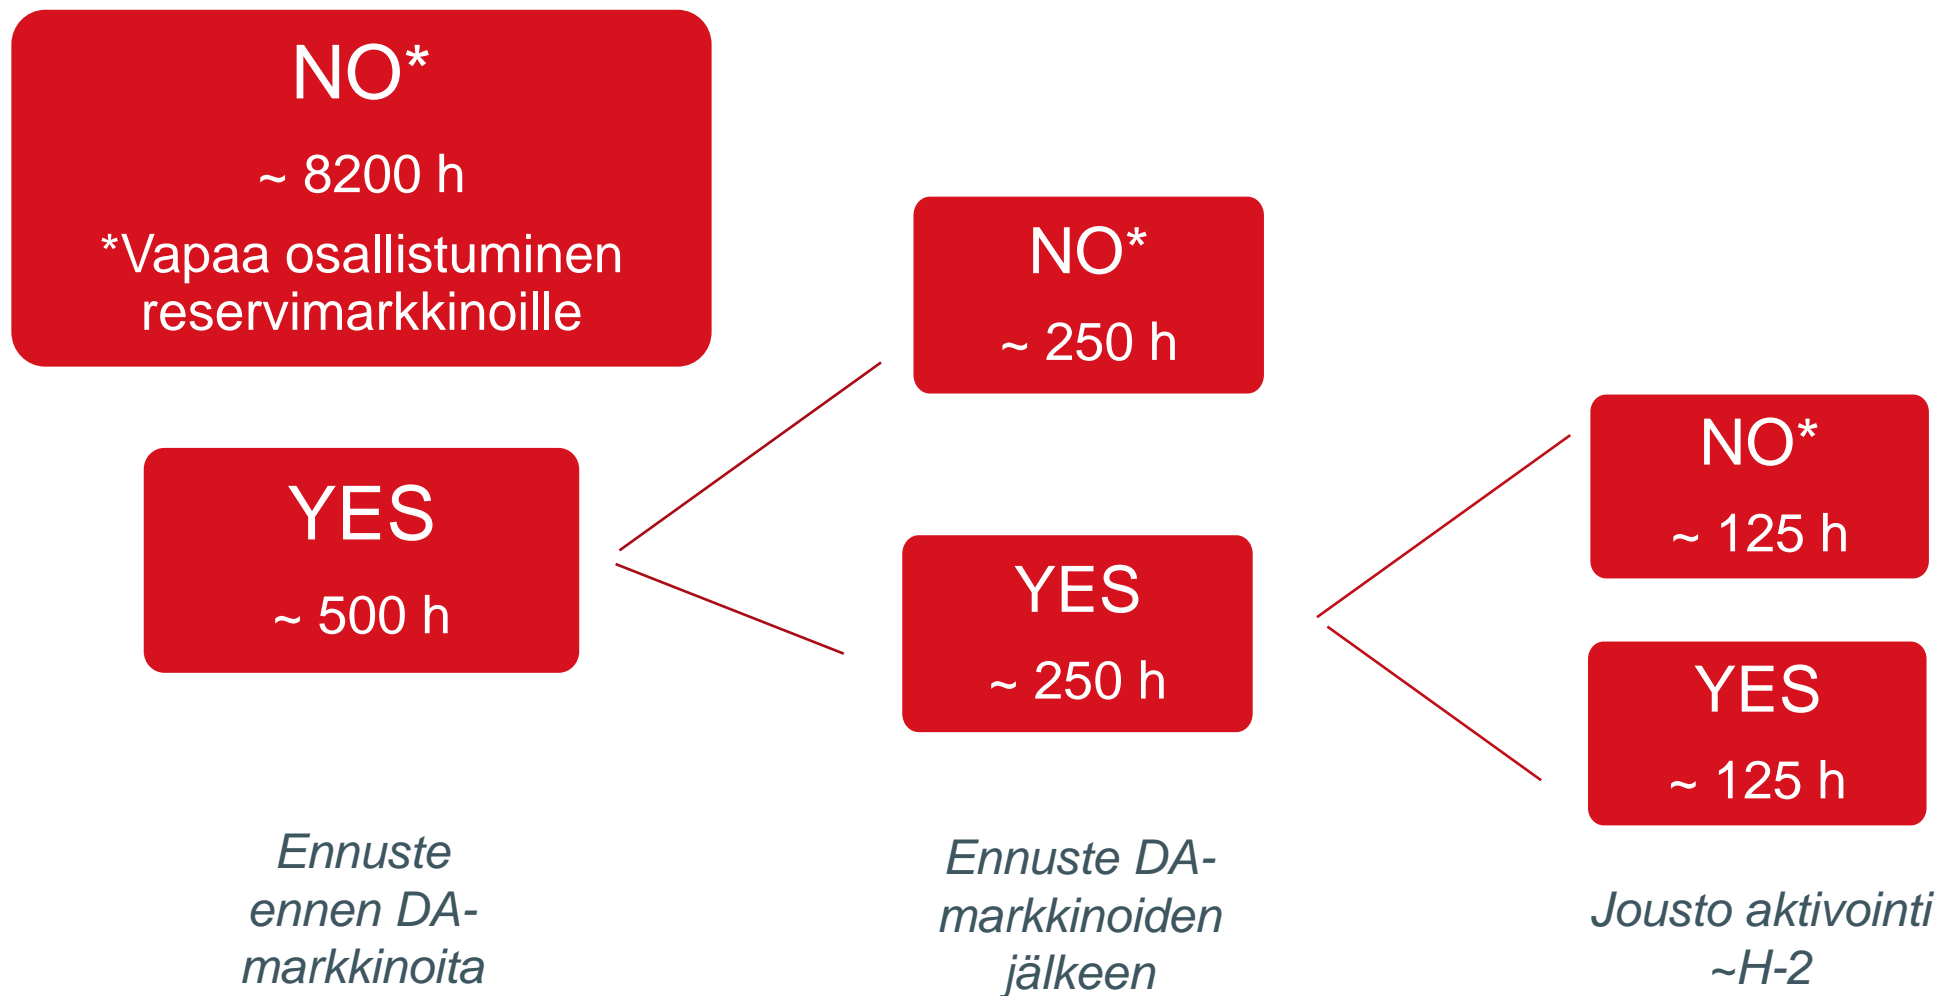 NO*
~ 8200 h
*Vapaa osallistuminen
reservimarkkinoille
YES
~ 500 h
Ennuste
ennen DA-
markkinoita
NO*
~ 250 h
YES
~ 250 h
Ennuste DA-
markkinoiden
jälkeen
NO*
~ 125 h
YES
~ 125 h
Jousto aktivointi
~H-2